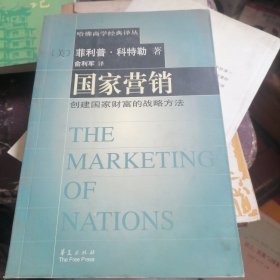 哈佛商学经典译丛
〔美〕菲利普·科特勒 著
俞利军 译
国家营销
创建国家财富的战略方法
THE
MARKETING
OF
NATIONS
华夏出版社
The Free Press